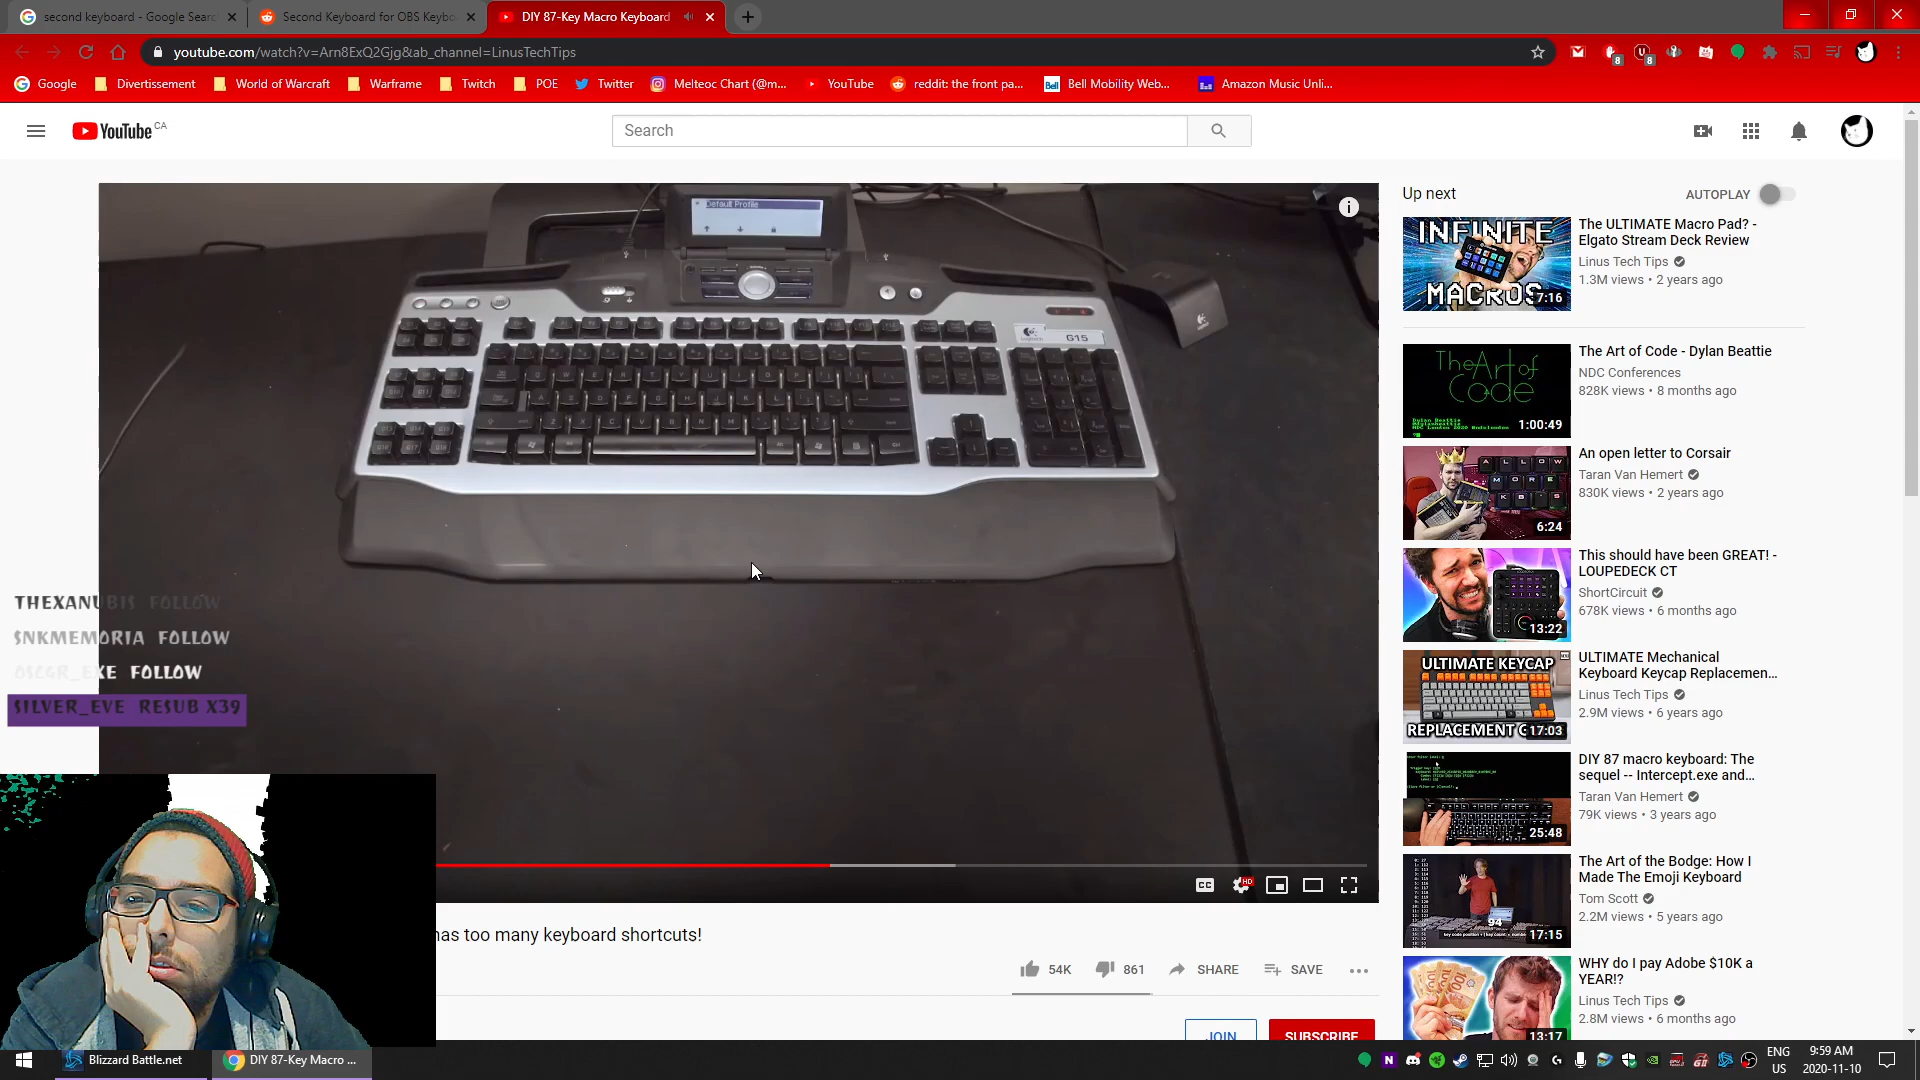 second keyboard - Google Searc
Second Keyboard for OBS Keybo
DIY 87-Key Macro Keyboard
youtube.com/watch?v=Arn8ExQ2Gjg&ab_channel=LinusTechTips
8
8
Google
Divertissement
World of Warcraft
Warframe
Twitch
POE
Twitter
Melteoc Chart (@m...
YouTube
reddit: the front pa...
Bell Mobility Web...
Amazon Music Unli...
YouTube CA
Search
Default Profile
G15
THEXANUBIS FOLLOW
SNKMEMORIA FOLLOW
OSCGR_EXE FOLLOW
SILVER_EVE RESUB X39
CC
HD
has too many keyboard shortcuts!
54K
861
SHARE
SAVE
JOIN
SUBSCRIBE
Up next
AUTOPLAY
INFINITE
MACROS
7:16
The ULTIMATE Macro Pad? -
Elgato Stream Deck Review
Linus Tech Tips
1.3M views • 2 years ago
The Art of
Code
1:00:49
The Art of Code - Dylan Beattie
NDC Conferences
828K views • 8 months ago
ALLOW
MORE
KB'S
6:24
An open letter to Corsair
Taran Van Hemert
830K views • 2 years ago
13:22
This should have been GREAT! -
LOUPEDECK CT
ShortCircuit
678K views • 6 months ago
ULTIMATE KEYCAP
REPLACEMENT
17:03
ULTIMATE Mechanical
Keyboard Keycap Replacemen...
Linus Tech Tips
2.9M views • 6 years ago
25:48
DIY 87 macro keyboard: The
sequel -- Intercept.exe and...
Taran Van Hemert
79K views • 3 years ago
94
17:15
The Art of the Bodge: How I
Made The Emoji Keyboard
Tom Scott
2.2M views • 5 years ago
13:17
WHY do I pay Adobe $10K a
YEAR!?
Linus Tech Tips
2.8M views • 6 months ago
Blizzard Battle.net
DIY 87-Key Macro ...
ENG
US
9:59 AM
2020-11-10